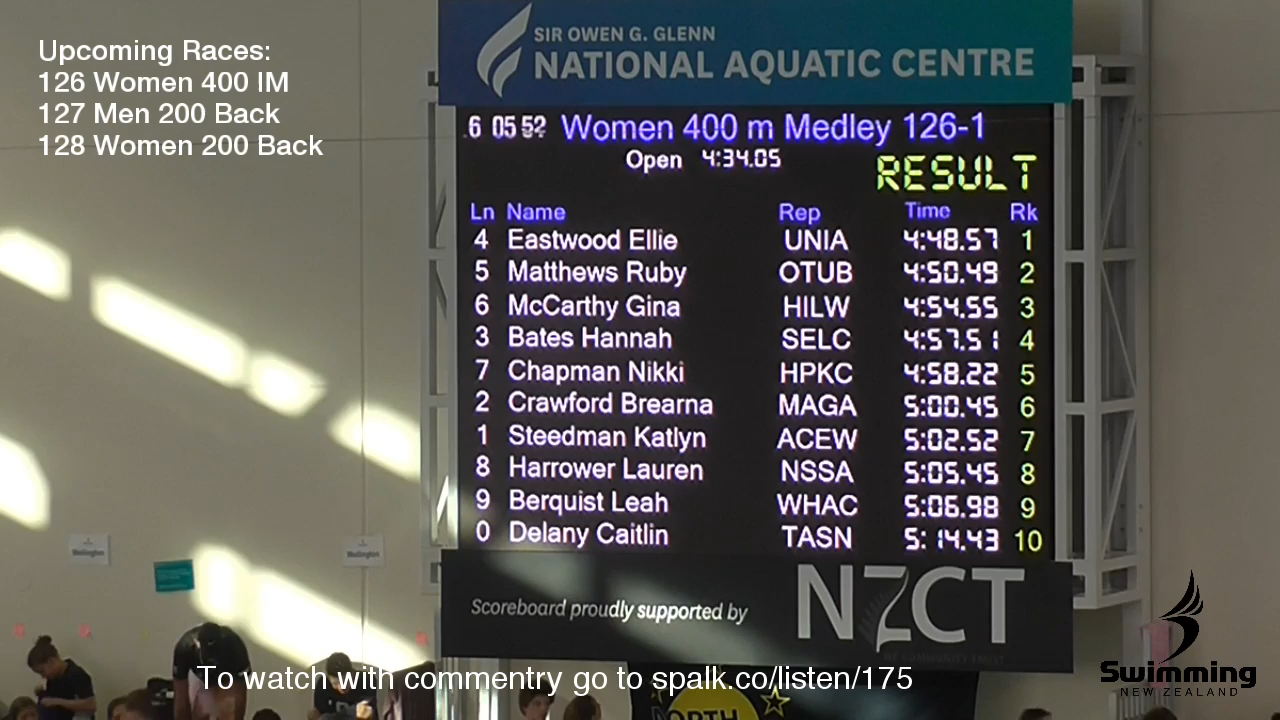 Upcoming Races:
126 Women 400 IM
127 Men 200 Back
128 Women 200 Back
SIR OWEN G. GLENN
NATIONAL AQUATIC CENTRE
Women 400 m Medley 126-1
Open 4:34.05
RESULT
Ln Name Rep Time Rk
4 Eastwood Ellie UNIA 4:48.57 1
5 Matthews Ruby OTUB 4:50.49 2
6 McCarthy Gina HILW 4:54.55 3
3 Bates Hannah SELC 4:57.51 4
7 Chapman Nikki HPKC 4:58.22 5
2 Crawford Brearna MAGA 5:00.45 6
1 Steedman Katlyn ACEW 5:02.52 7
8 Harrower Lauren NSSA 5:05.45 8
9 Berquist Leah WHAC 5:06.98 9
0 Delany Caitlin TASN 5:14.43 10
Wellington
Wellington
Scoreboard proudly supported by
NZCT
NZ COMMUNITY TRUST
To watch with commentry go to spalk.co/listen/175
NORTH
Swimming
NEW ZEALAND